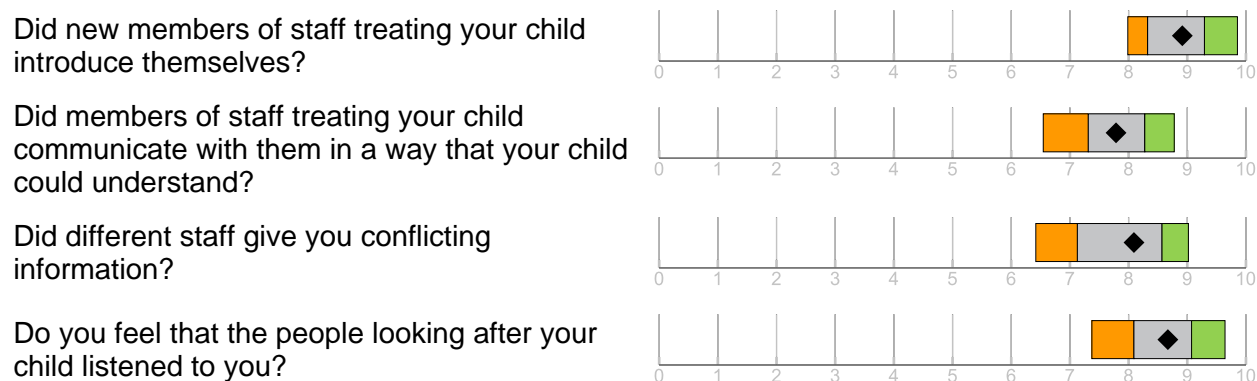 Did new members of staff treating your child
introduce themselves?
0 1 2 3 4 5 6 7 8 9 10
Did members of staff treating your child
communicate with them in a way that your child
could understand?
0 1 2 3 4 5 6 7 8 9 10
Did different staff give you conflicting
information?
0 1 2 3 4 5 6 7 8 9 10
Do you feel that the people looking after your
child listened to you?
0 1 2 3 4 5 6 7 8 9 10